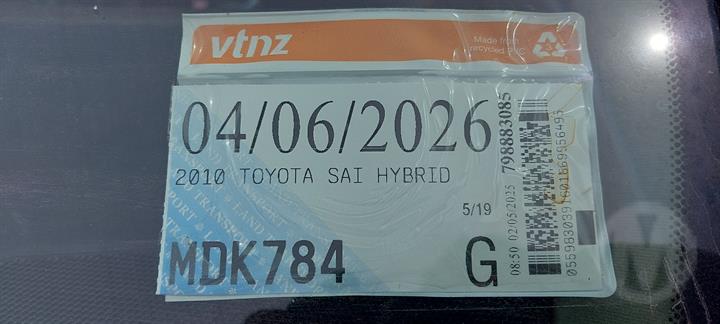 vtnz
Made from
recycled PVC
04/06/2026
2010 TOYOTA SAI HYBRID
5/19
MDK784
G
08:50 02/05/2025 798883085